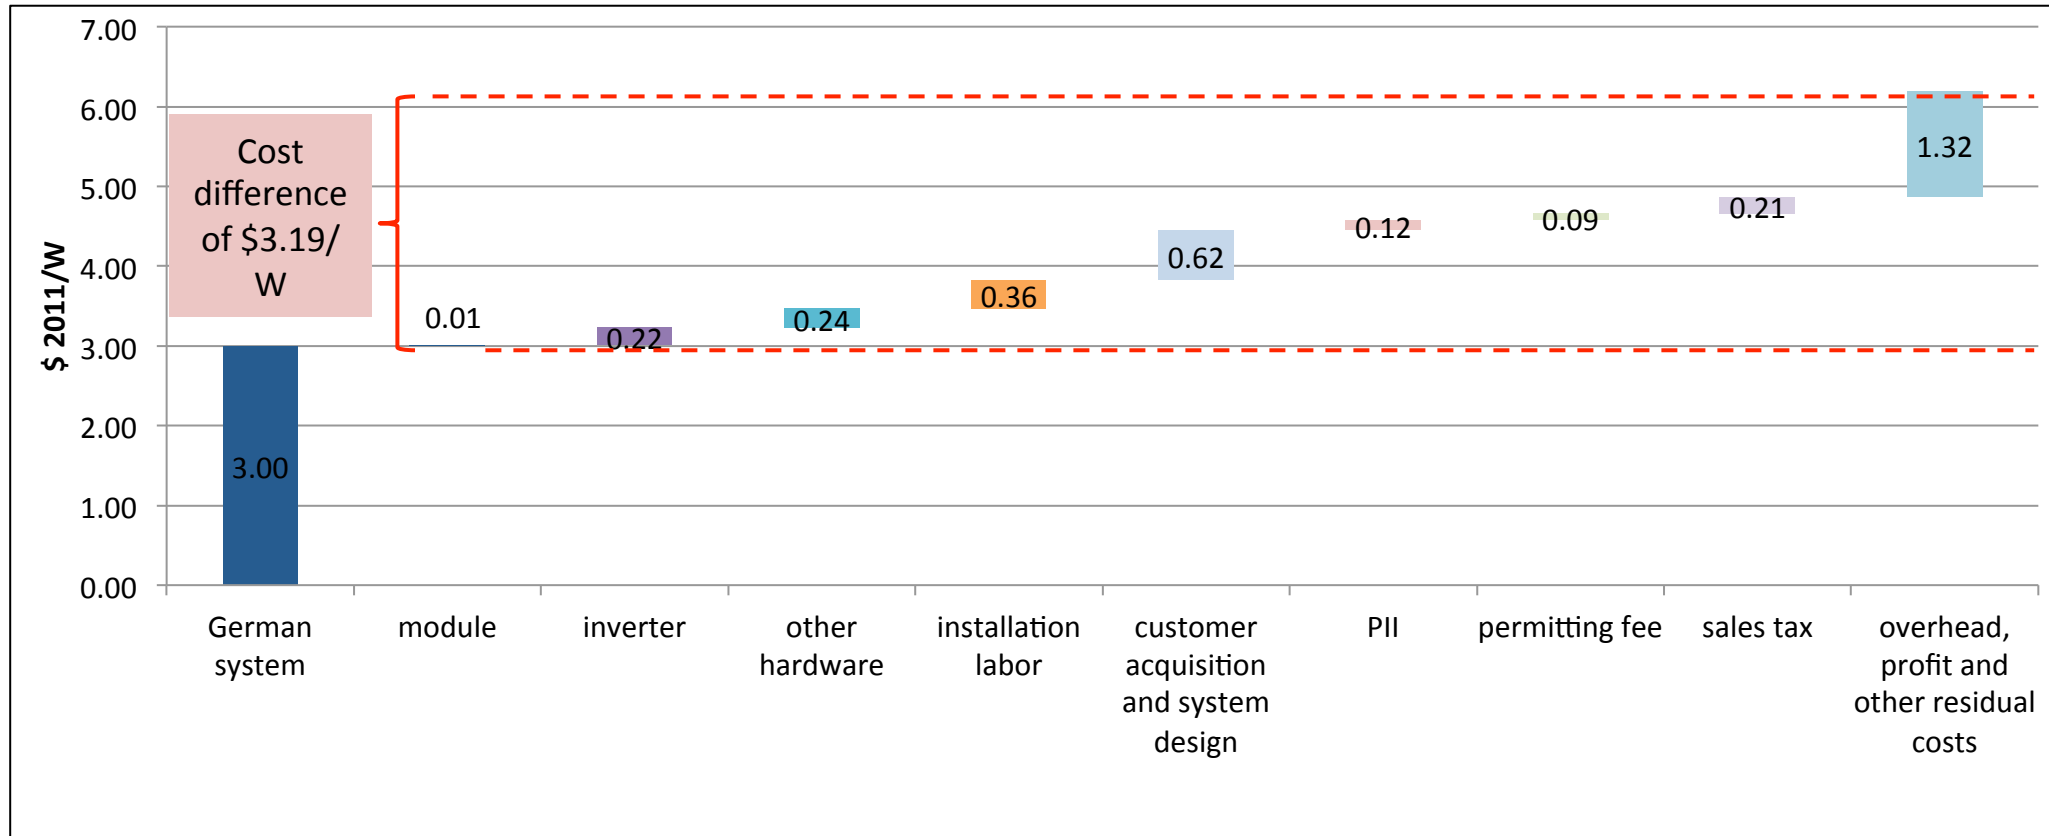 $ 2011/W
7.00
6.00
5.00
4.00
3.00
2.00
1.00
0.00
Cost
difference
of $3.19/
W
3.00
0.01
0.22
0.24
0.36
0.62
0.12
0.09
0.21
1.32
German
system
module
inverter
other
hardware
installation
labor
customer
acquisition
and system
design
PII
permitting fee
sales tax
overhead,
profit and
other residual
costs